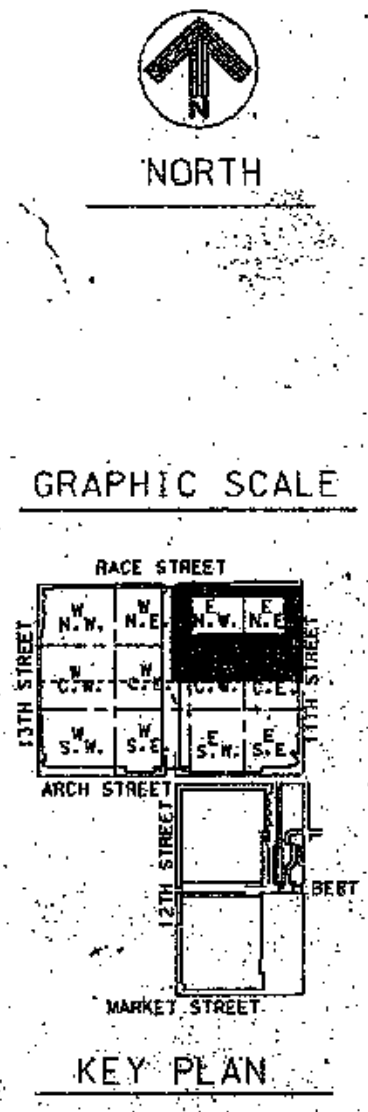 N
NORTH
GRAPHIC SCALE
RACE STREET
W N.W.
W N.E.
E N.W.
E N.E.
13TH STREET
11TH STREET
W C.W.
W C.E.
C.W.
C.E.
W S.W.
W S.E.
E S.W.
E S.E.
ARCH STREET
12TH STREET
MARKET STREET
KEY PLAN